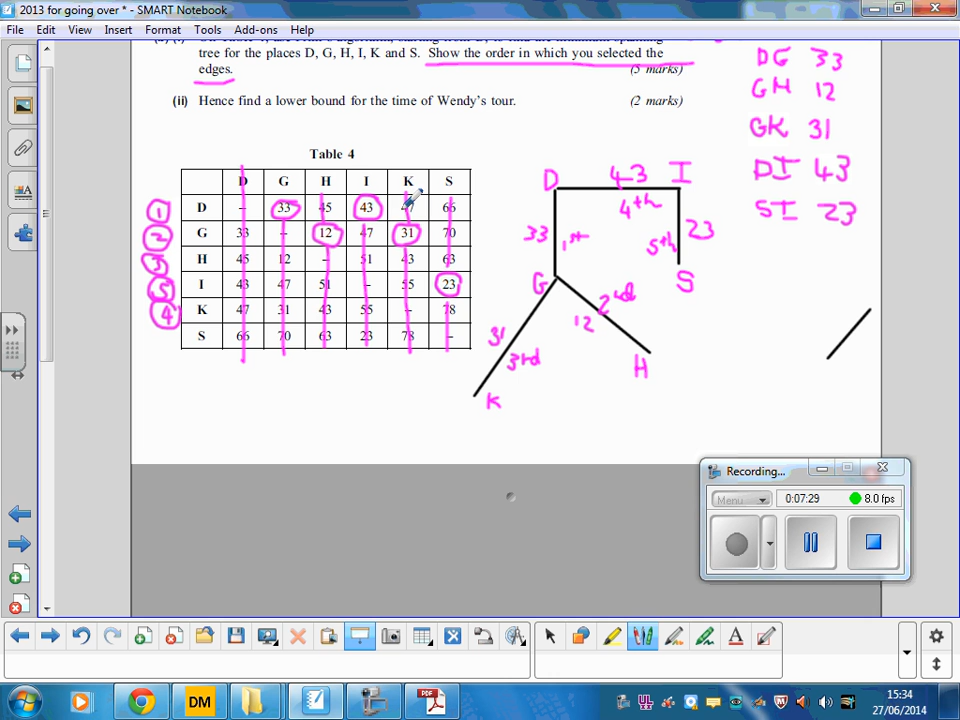 2013 for going over * - SMART Notebook
File Edit View Insert Format Tools Add-ons Help
tree for the places D, G, H, I, K and S. Show the order in which you selected the
edges. (5 marks)
(ii) Hence find a lower bound for the time of Wendy's tour. (2 marks)
DG 33
GH 12
GK 31
DI 43
SI 23
Table 4
D G H I K S
① D – 33 45 43 47 66
② G 33 – 12 47 31 70
③ H 45 12 – 51 43 63
⑤ I 43 47 51 – 55 23
④ K 47 31 43 55 – 78
S 66 70 63 23 78 –
D 43 I
4th
33 1st 5th 23
G S
2nd
12
31
3rd H
K
Recording...
Menu 0:07:29 8.0 fps
A
DM
PDF
15:34
27/06/2014